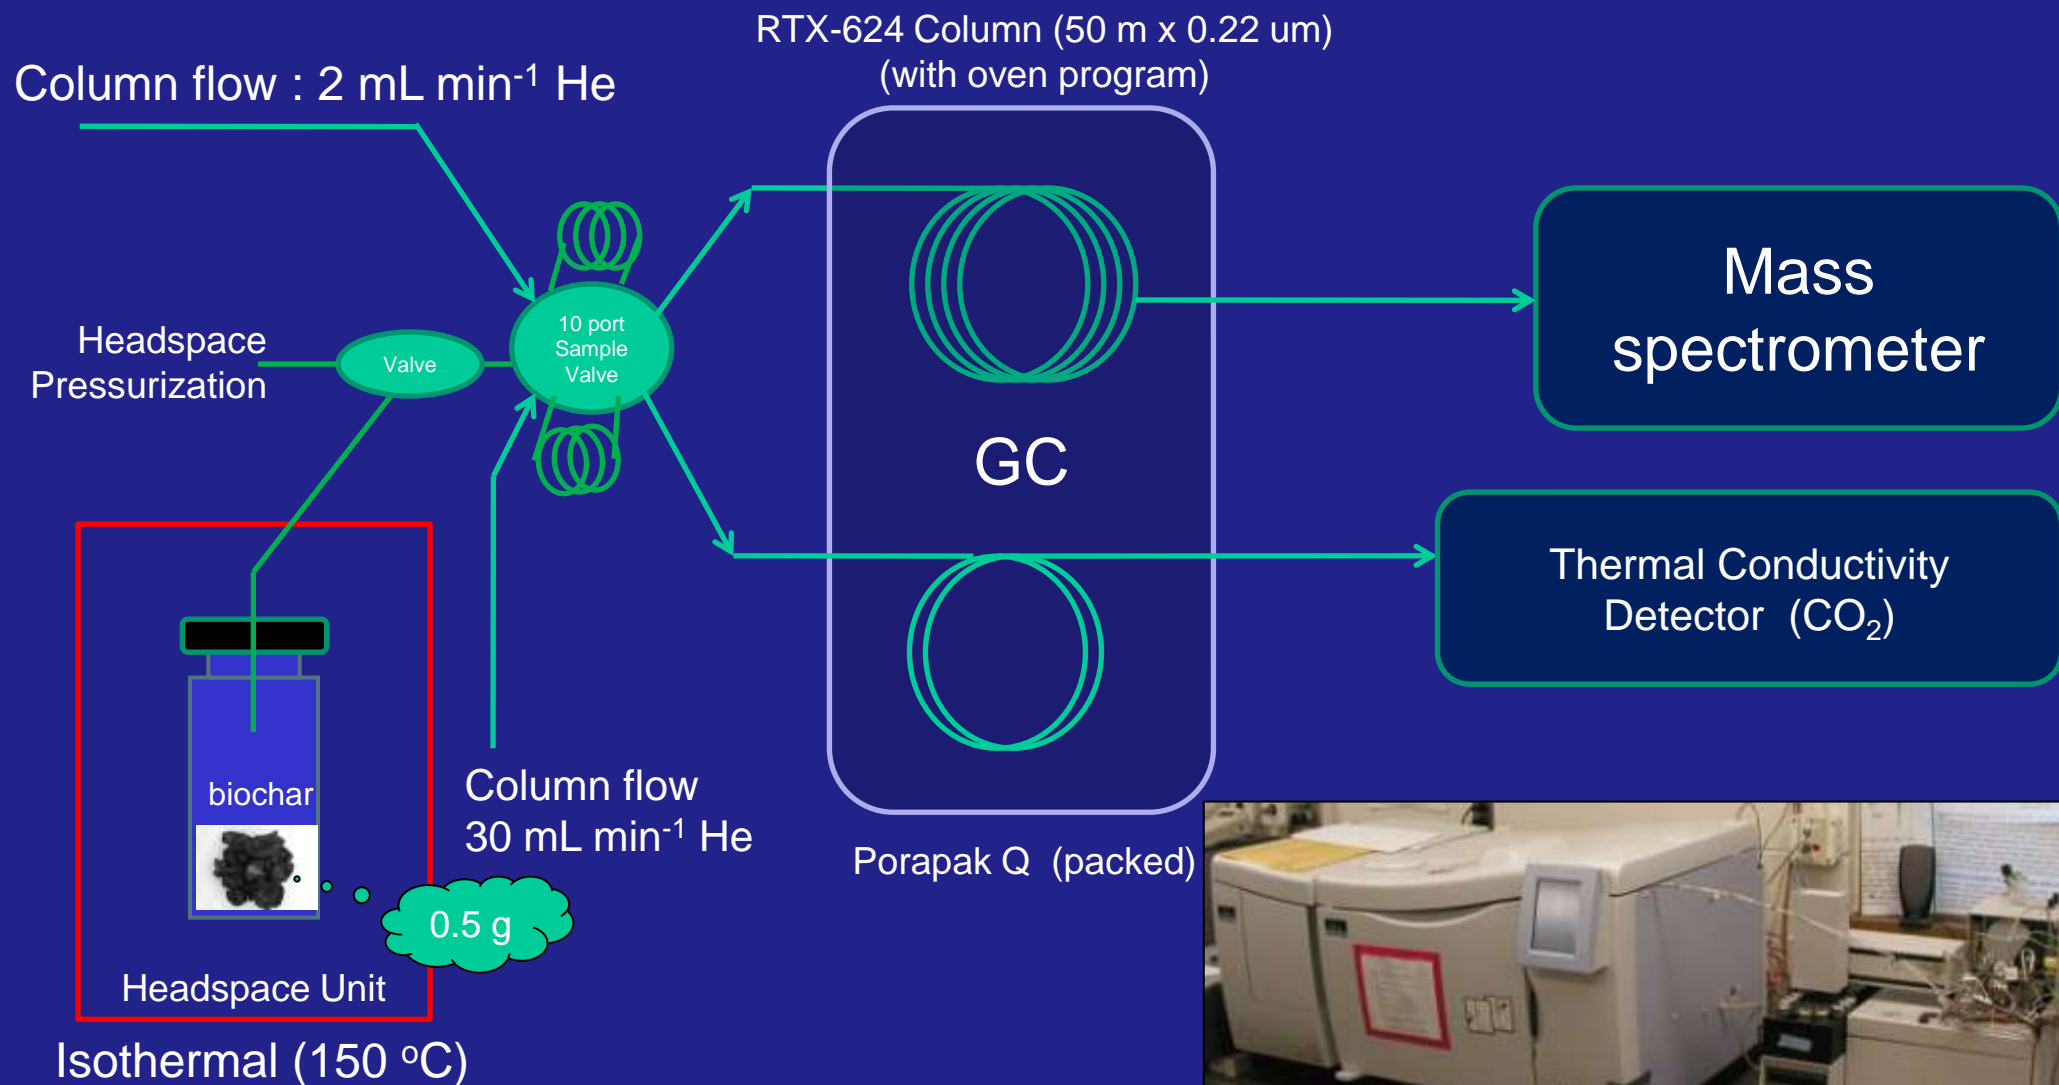 RTX-624 Column (50 m x 0.22 um)
(with oven program)
Column flow : 2 mL min⁻¹ He
Headspace
Pressurization
Valve
10 port
Sample
Valve
Mass
spectrometer
GC
Thermal Conductivity
Detector (CO₂)
biochar
0.5 g
Headspace Unit
Isothermal (150 ºC)
Column flow
30 mL min⁻¹ He
Porapak Q (packed)